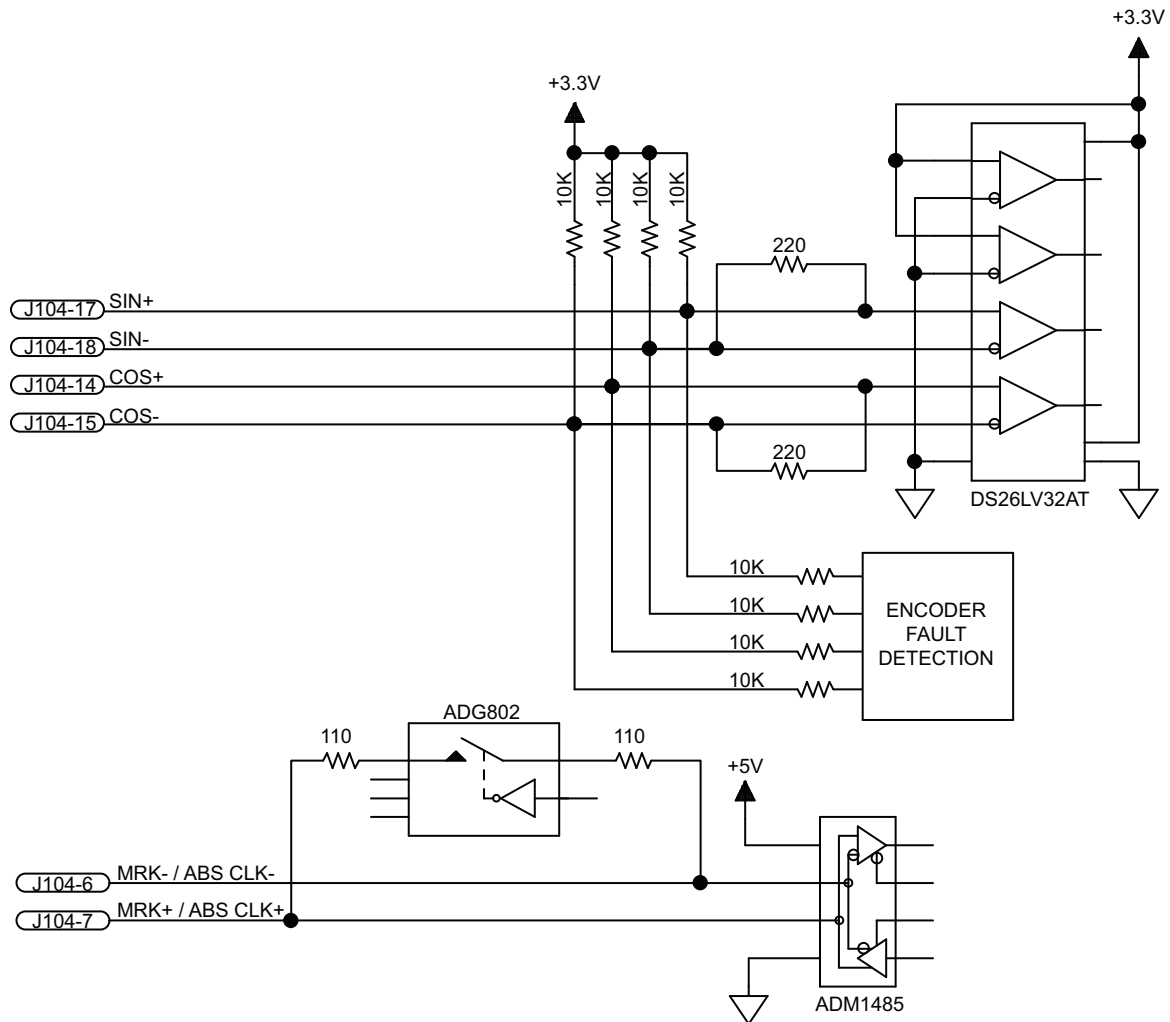 +3.3V
+3.3V
10K
10K
10K
10K
220
J104-17 SIN+
J104-18 SIN-
J104-14 COS+
J104-15 COS-
220
DS26LV32AT
10K
10K
10K
10K
ENCODER
FAULT
DETECTION
ADG802
110
110
+5V
J104-6 MRK- / ABS CLK-
J104-7 MRK+ / ABS CLK+
ADM1485